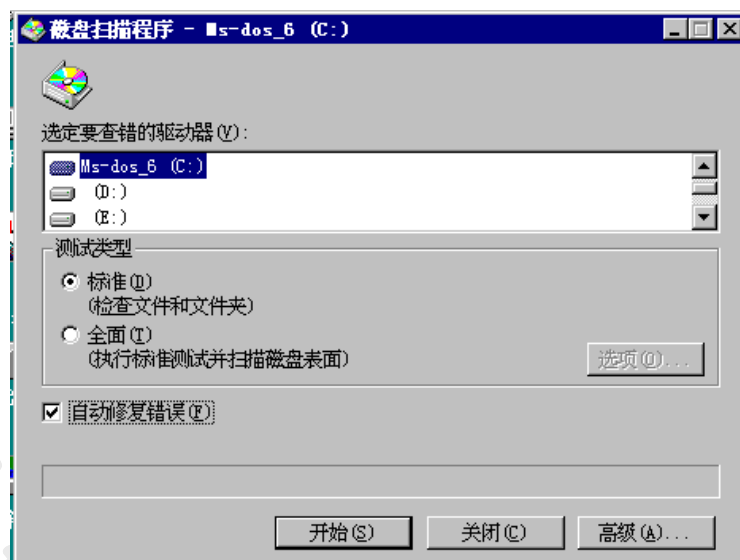 磁盘扫描程序 - Ms-dos_6 (C:)
选定要查错的驱动器(V):
Ms-dos_6 (C:)
(D:)
(E:)
测试类型
标准(D)
(检查文件和文件夹)
全面(T)
(执行标准测试并扫描磁盘表面)
选项(O)...
自动修复错误(F)
开始(S)
关闭(C)
高级(A)...